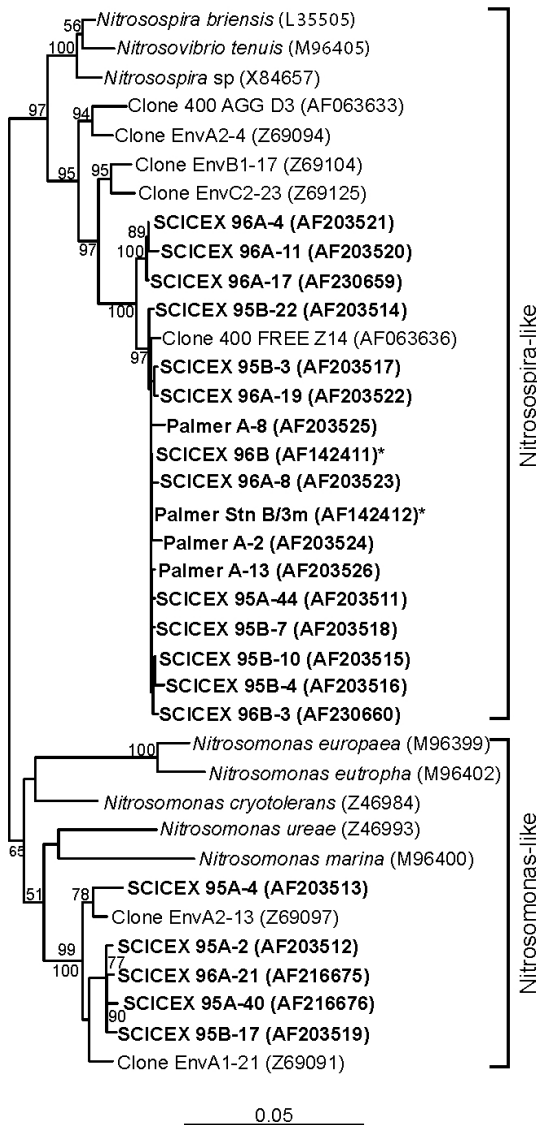 56
Nitrosospira briensis (L35505)
100
Nitrosovibrio tenuis (M96405)
Nitrosospira sp (X84657)
97
94
Clone 400 AGG D3 (AF063633)
Clone EnvA2-4 (Z69094)
95
95
Clone EnvB1-17 (Z69104)
Clone EnvC2-23 (Z69125)
97
89
SCICEX 96A-4 (AF203521)
100
SCICEX 96A-11 (AF203520)
SCICEX 96A-17 (AF230659)
100
SCICEX 95B-22 (AF203514)
Clone 400 FREE Z14 (AF063636)
97
SCICEX 95B-3 (AF203517)
SCICEX 96A-19 (AF203522)
Palmer A-8 (AF203525)
SCICEX 96B (AF142411)*
SCICEX 96A-8 (AF203523)
Palmer Stn B/3m (AF142412)*
Palmer A-2 (AF203524)
Palmer A-13 (AF203526)
SCICEX 95A-44 (AF203511)
SCICEX 95B-7 (AF203518)
SCICEX 95B-10 (AF203515)
SCICEX 95B-4 (AF203516)
SCICEX 96B-3 (AF230660)
Nitrosospira-like
100
Nitrosomonas europaea (M96399)
Nitrosomonas eutropha (M96402)
Nitrosomonas cryotolerans (Z46984)
65
Nitrosomonas ureae (Z46993)
Nitrosomonas marina (M96400)
51
78
SCICEX 95A-4 (AF203513)
Clone EnvA2-13 (Z69097)
99
100
SCICEX 95A-2 (AF203512)
77
SCICEX 96A-21 (AF216675)
SCICEX 95A-40 (AF216676)
90
SCICEX 95B-17 (AF203519)
Clone EnvA1-21 (Z69091)
Nitrosomonas-like
0.05